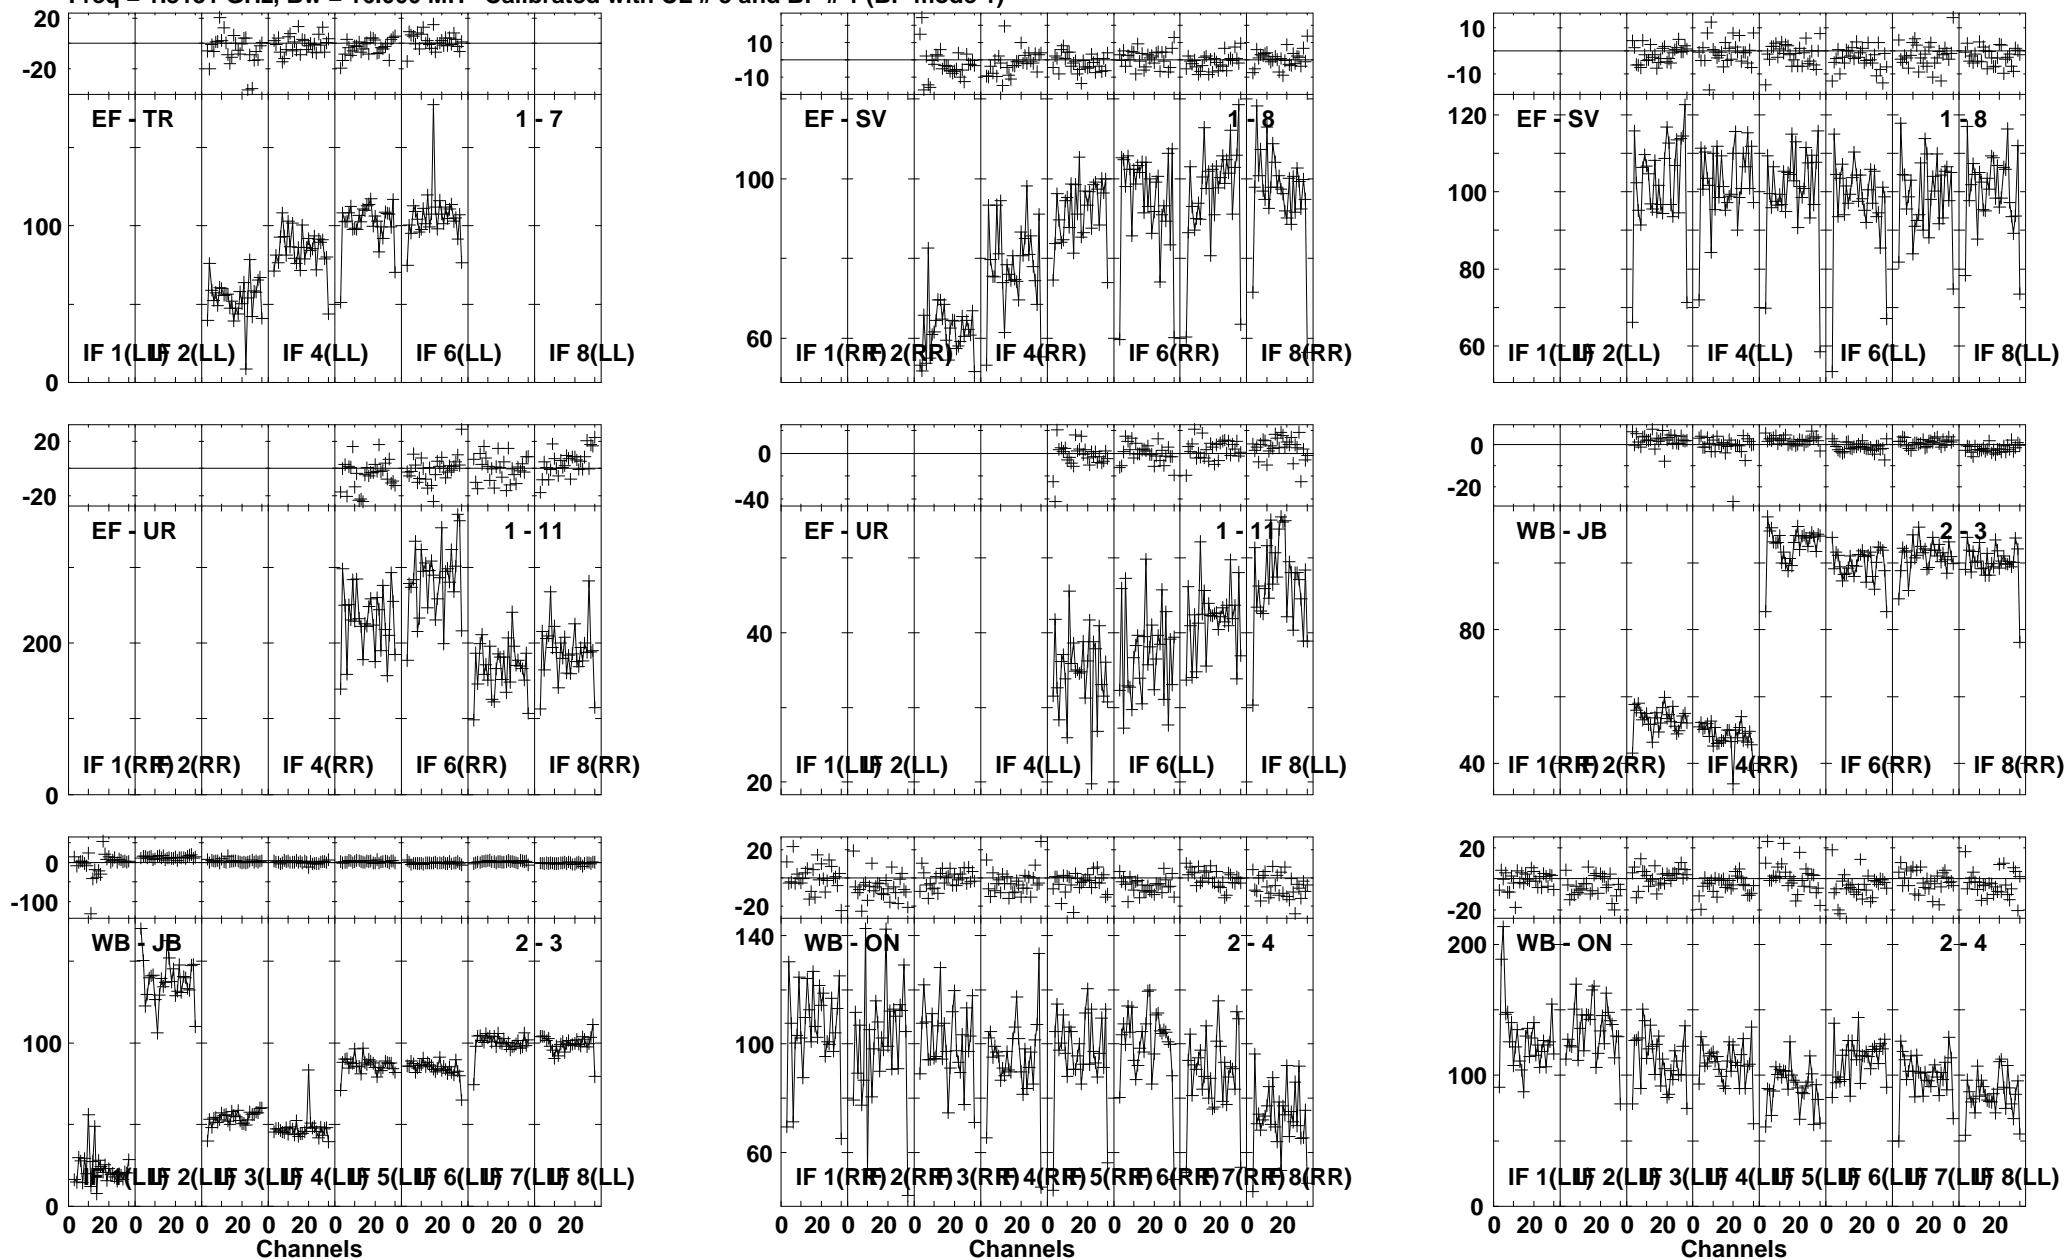 20
-20
EF - TR 1 - 7
100
IF 1(LL) IF 2(LL) IF 4(LL) IF 6(LL) IF 8(LL)
0
10
-10
EF - SV 1 - 8
100
60
IF 1(RR) IF 2(RR) IF 4(RR) IF 6(RR) IF 8(RR)
10
-10
EF - SV 1 - 8
120
100
80
60
IF 1(LL) IF 2(LL) IF 4(LL) IF 6(LL) IF 8(LL)
20
-20
EF - UR 1 - 11
200
IF 1(RR) IF 2(RR) IF 4(RR) IF 6(RR) IF 8(RR)
0
0
-40
EF - UR 1 - 11
40
IF 1(LL) IF 2(LL) IF 4(LL) IF 6(LL) IF 8(LL)
20
0
-20
WB - JB 2 - 3
80
40
IF 1(RR) IF 2(RR) IF 4(RR) IF 6(RR) IF 8(RR)
0
-100
WB - JB 2 - 3
100
IF 1(LL) IF 2(LL) IF 3(LL) IF 4(LL) IF 5(LL) IF 6(LL) IF 7(LL) IF 8(LL)
0
0 20 0 20 0 20 0 20 0 20 0 20 0 20 0 20
Channels
20
-20
WB - ON 2 - 4
140
100
60
IF 1(RR) IF 2(RR) IF 3(RR) IF 4(RR) IF 5(RR) IF 6(RR) IF 7(RR) IF 8(RR)
0 20 0 20 0 20 0 20 0 20 0 20 0 20 0 20
Channels
20
-20
WB - ON 2 - 4
200
100
IF 1(LL) IF 2(LL) IF 3(LL) IF 4(LL) IF 5(LL) IF 6(LL) IF 7(LL) IF 8(LL)
0
0 20 0 20 0 20 0 20 0 20 0 20 0 20 0 20
Channels